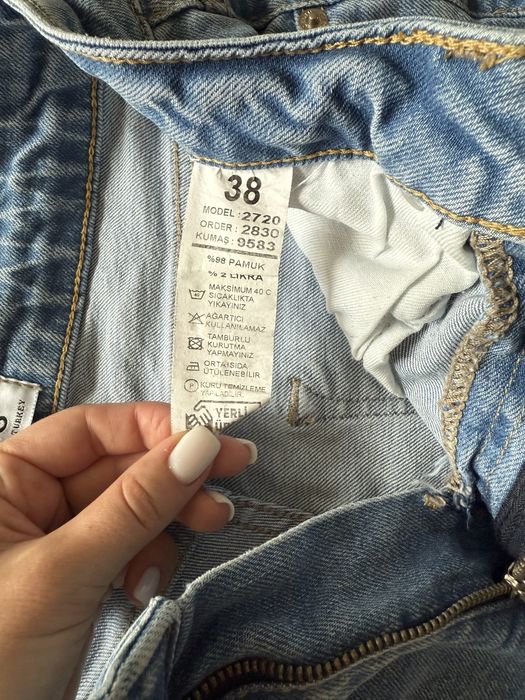 38
MODEL : 2720
ORDER : 2830
KUMAŞ : 9583
%98 PAMUK
% 2 LİKRA
MAKSİMUM 40 C
SICAKLIKTA
YIKAYINIZ
AĞARTICI
KULLANILAMAZ
TAMBURLU
KURUTMA
YAPMAYINIZ
ORTA ISIDA
ÜTÜLENEBİLİR
P
KURU TEMİZLEME
YAPILABİLİR
YERLİ
TURKEY